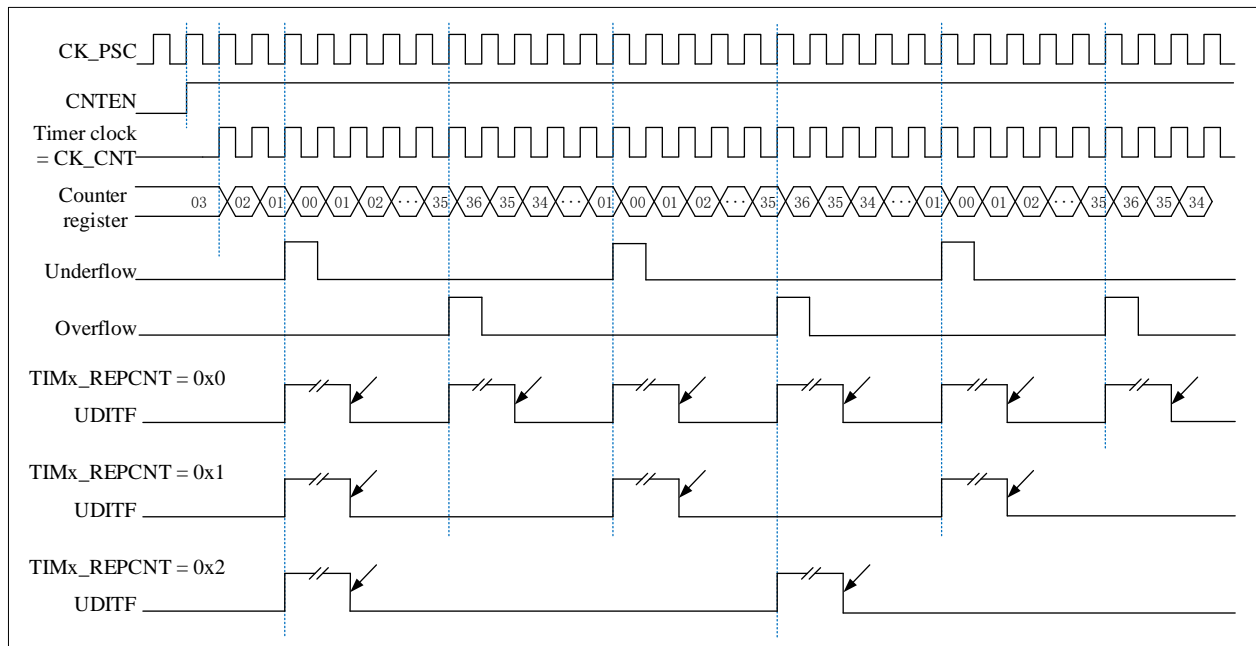 CK_PSC
CNTEN
Timer clock
= CK_CNT
Counter
register
03 02 01 00 01 02 ··· 35 36 35 34 ··· 01 00 01 02 ··· 35 36 35 34 ··· 01 00 01 02 ··· 35 36 35 34
Underflow
Overflow
TIMx_REPCNT = 0x0
UDITF
TIMx_REPCNT = 0x1
UDITF
TIMx_REPCNT = 0x2
UDITF